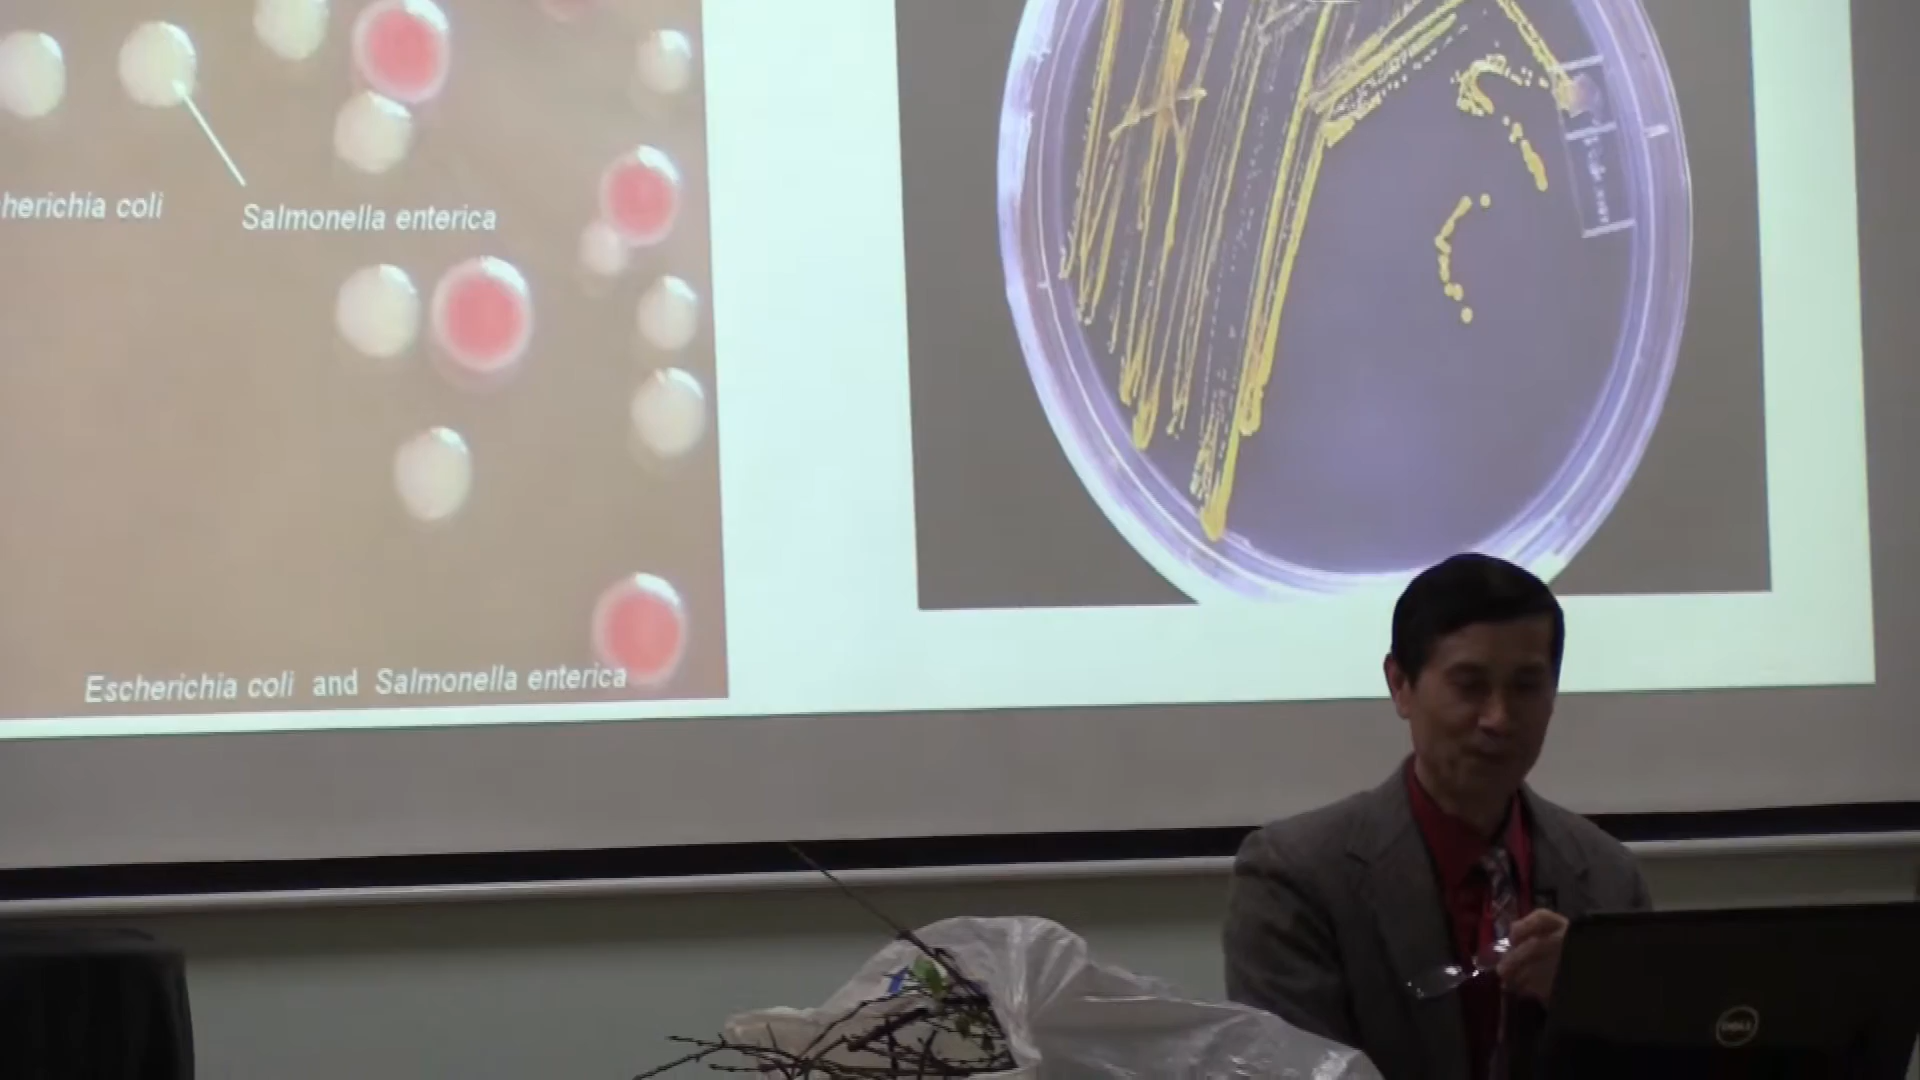 herichia coli
Salmonella enterica
Escherichia coli and Salmonella enterica
DELL